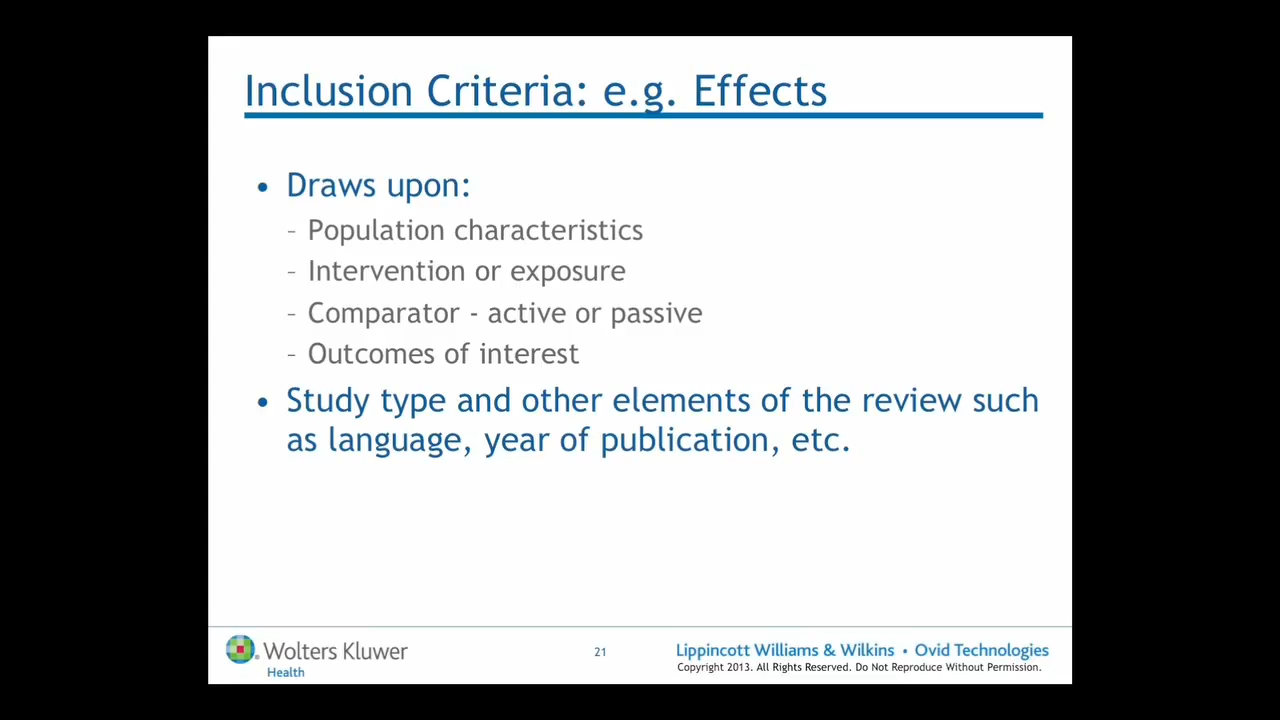 Inclusion Criteria: e.g. Effects
• Draws upon:
– Population characteristics
– Intervention or exposure
– Comparator - active or passive
– Outcomes of interest
• Study type and other elements of the review such
as language, year of publication, etc.
Wolters Kluwer
Health
21
Lippincott Williams & Wilkins • Ovid Technologies
Copyright 2013. All Rights Reserved. Do Not Reproduce Without Permission.